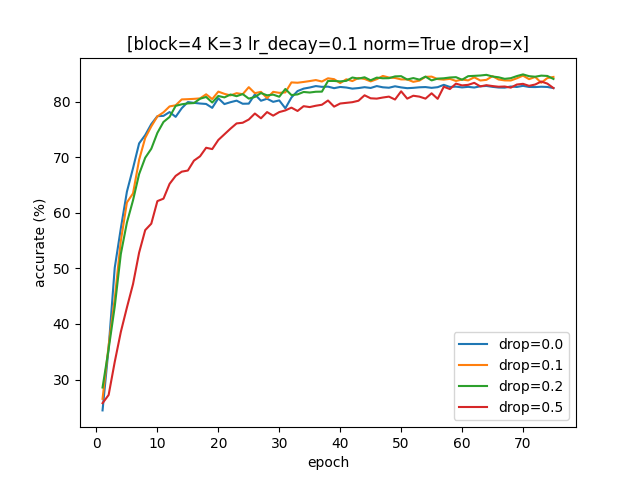 [block=4 K=3 lr_decay=0.1 norm=True drop=x]
accurate (%)
80
70
60
50
40
30
0 10 20 30 40 50 60 70
epoch
drop=0.0
drop=0.1
drop=0.2
drop=0.5